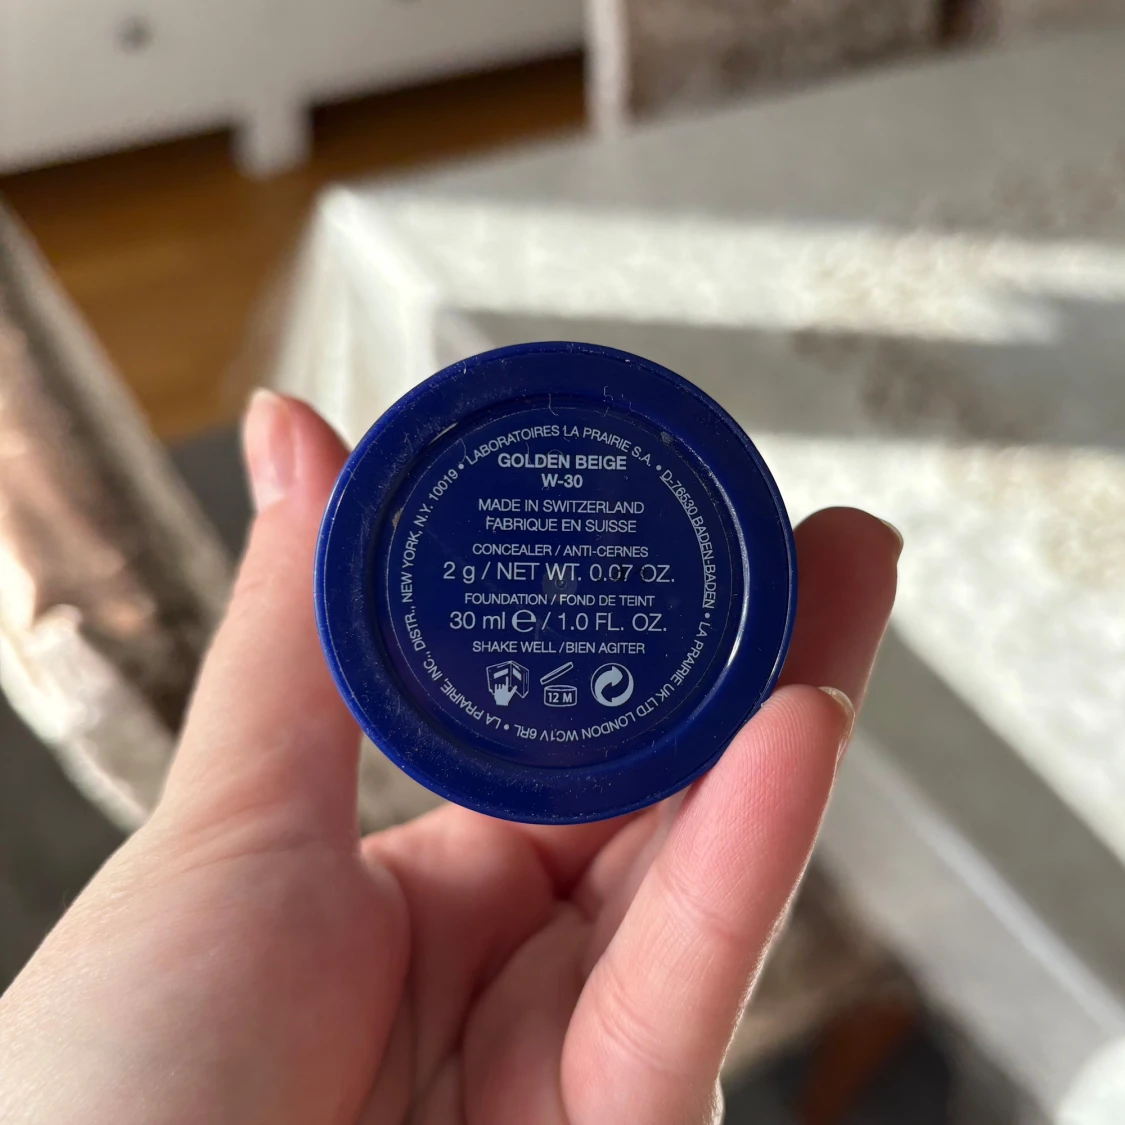 LABORATOIRES LA PRAIRIE S.A. • D-76530 BADEN-BADEN • LA PRAIRIE UK LTD LONDON WC1V 6RL • LA PRAIRIE, INC., DISTR., NEW YORK, N.Y. 10019 •
GOLDEN BEIGE
W-30
MADE IN SWITZERLAND
FABRIQUE EN SUISSE
CONCEALER / ANTI-CERNES
2 g / NET WT. 0.07 OZ.
FOUNDATION / FOND DE TEINT
30 ml ℮ / 1.0 FL. OZ.
SHAKE WELL / BIEN AGITER
12 M